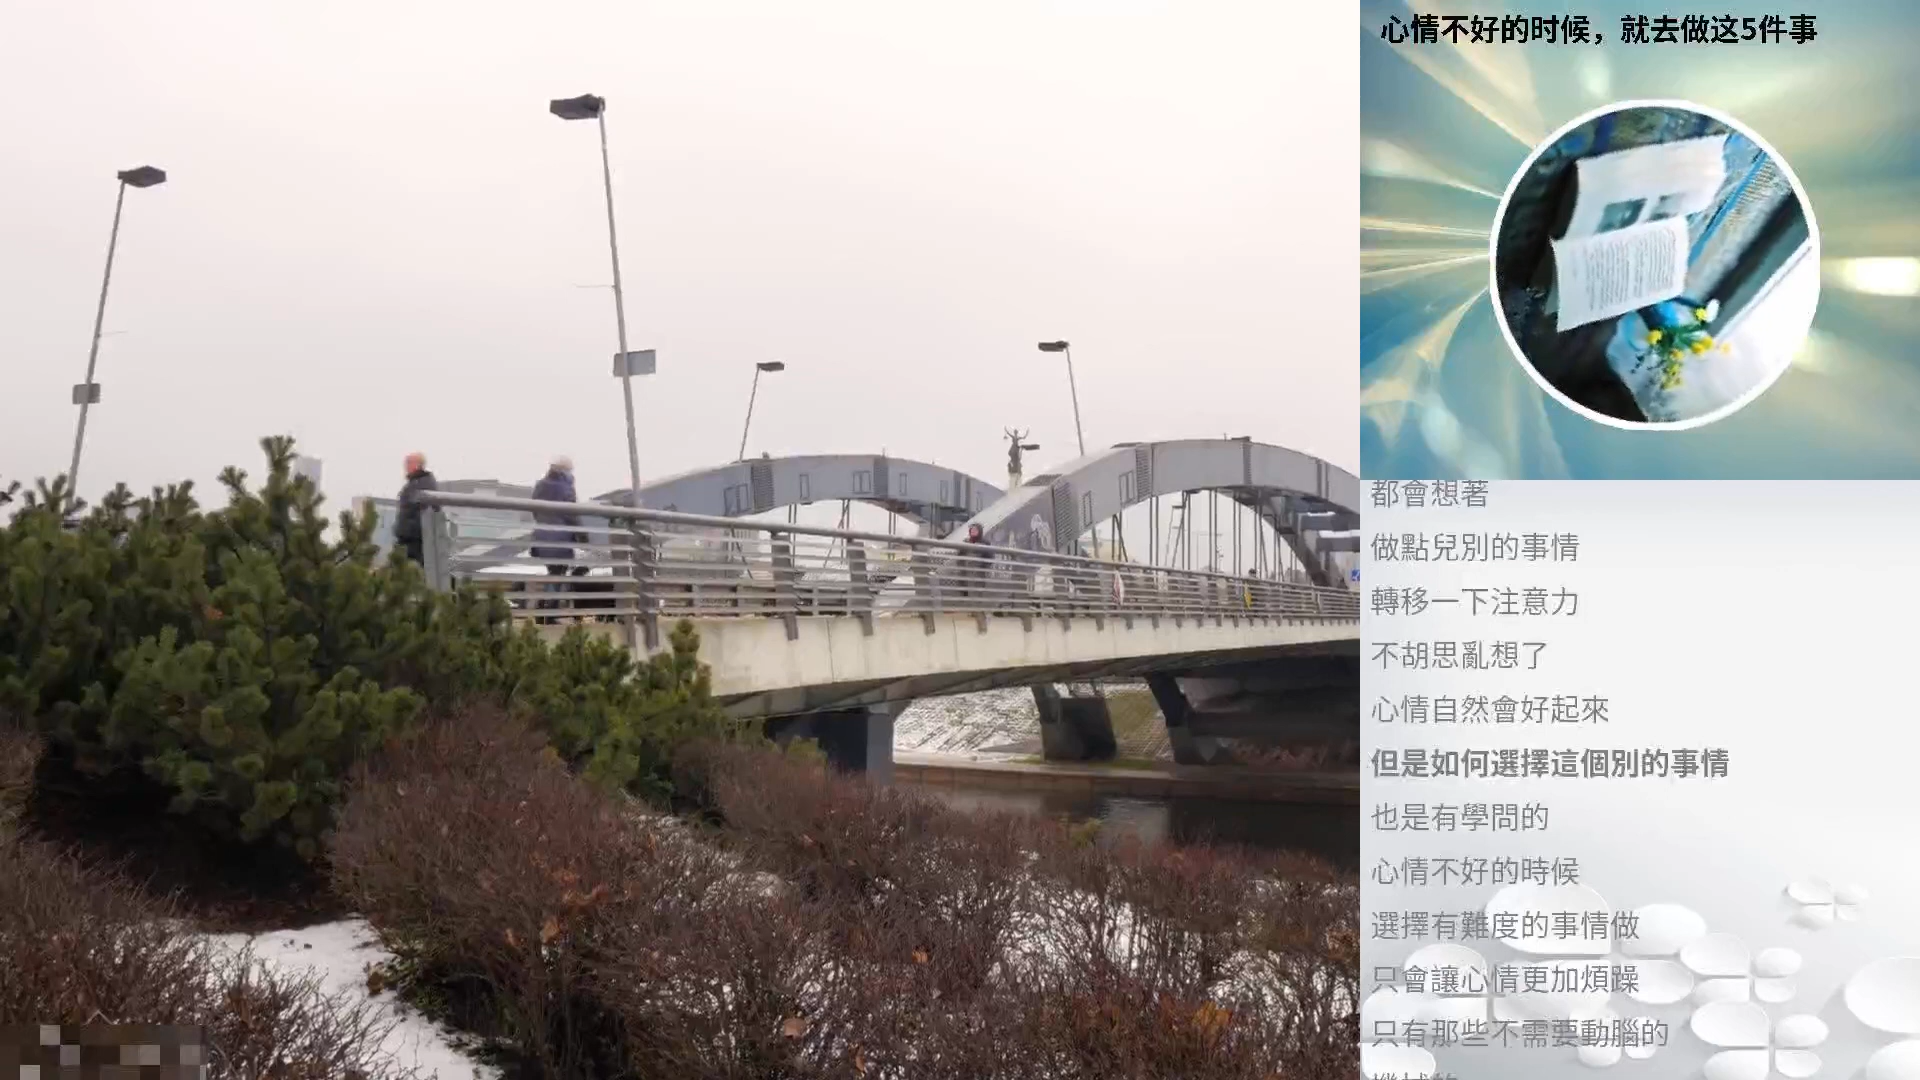 心情不好的时候，就去做这5件事
都會想著
做點兒別的事情
轉移一下注意力
不胡思亂想了
心情自然會好起來
但是如何選擇這個別的事情
也是有學問的
心情不好的時候
選擇有難度的事情做
只會讓心情更加煩躁
只有那些不需要動腦的